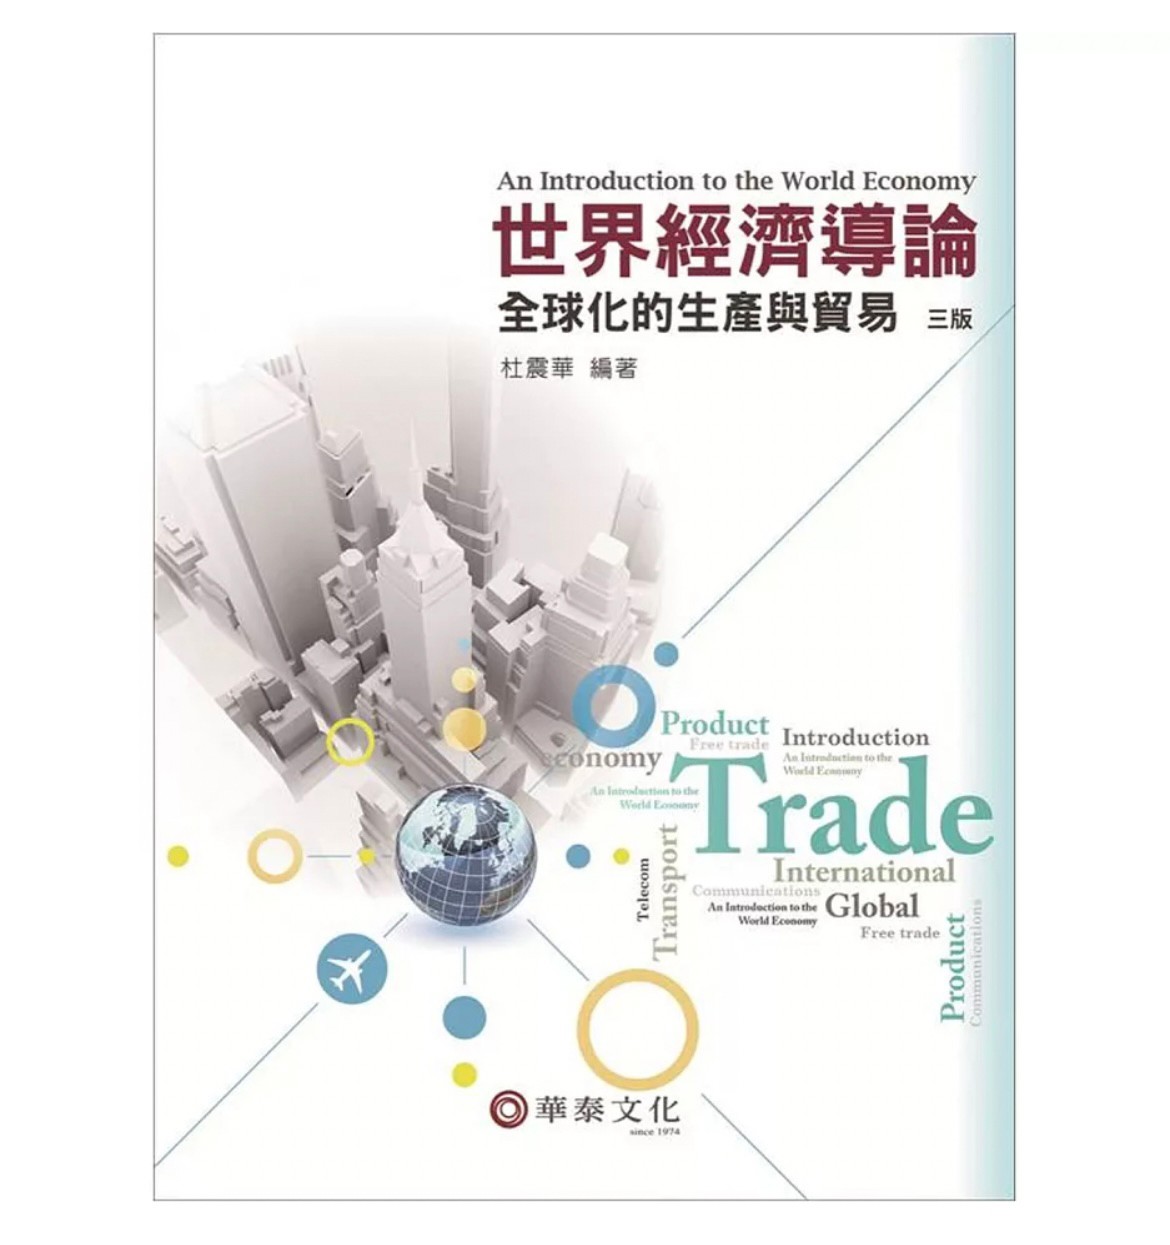 An Introduction to the World Economy
世界經濟導論
全球化的生產與貿易 三版
杜震華 編著
Product
Free trade
Introduction
economy
An Introduction to the
World Economy
An Introduction to the
World Economy
Trade
Transport
Telecom
International
Communications
An Introduction to the
World Economy
Global
Free trade
Product
Communications
華泰文化
since 1974